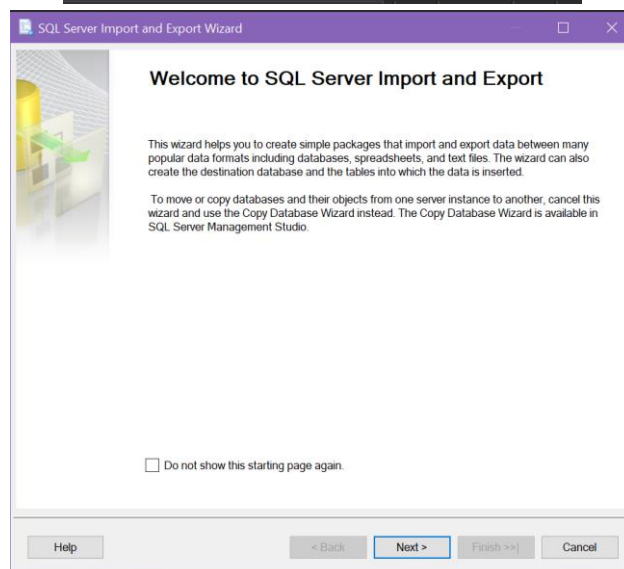 SQL Server Import and Export Wizard
Welcome to SQL Server Import and Export
This wizard helps you to create simple packages that import and export data between many
popular data formats including databases, spreadsheets, and text files. The wizard can also
create the destination database and the tables into which the data is inserted.
To move or copy databases and their objects from one server instance to another, cancel this
wizard and use the Copy Database Wizard instead. The Copy Database Wizard is available in
SQL Server Management Studio.
Do not show this starting page again.
Help < Back Next > Finish >>| Cancel